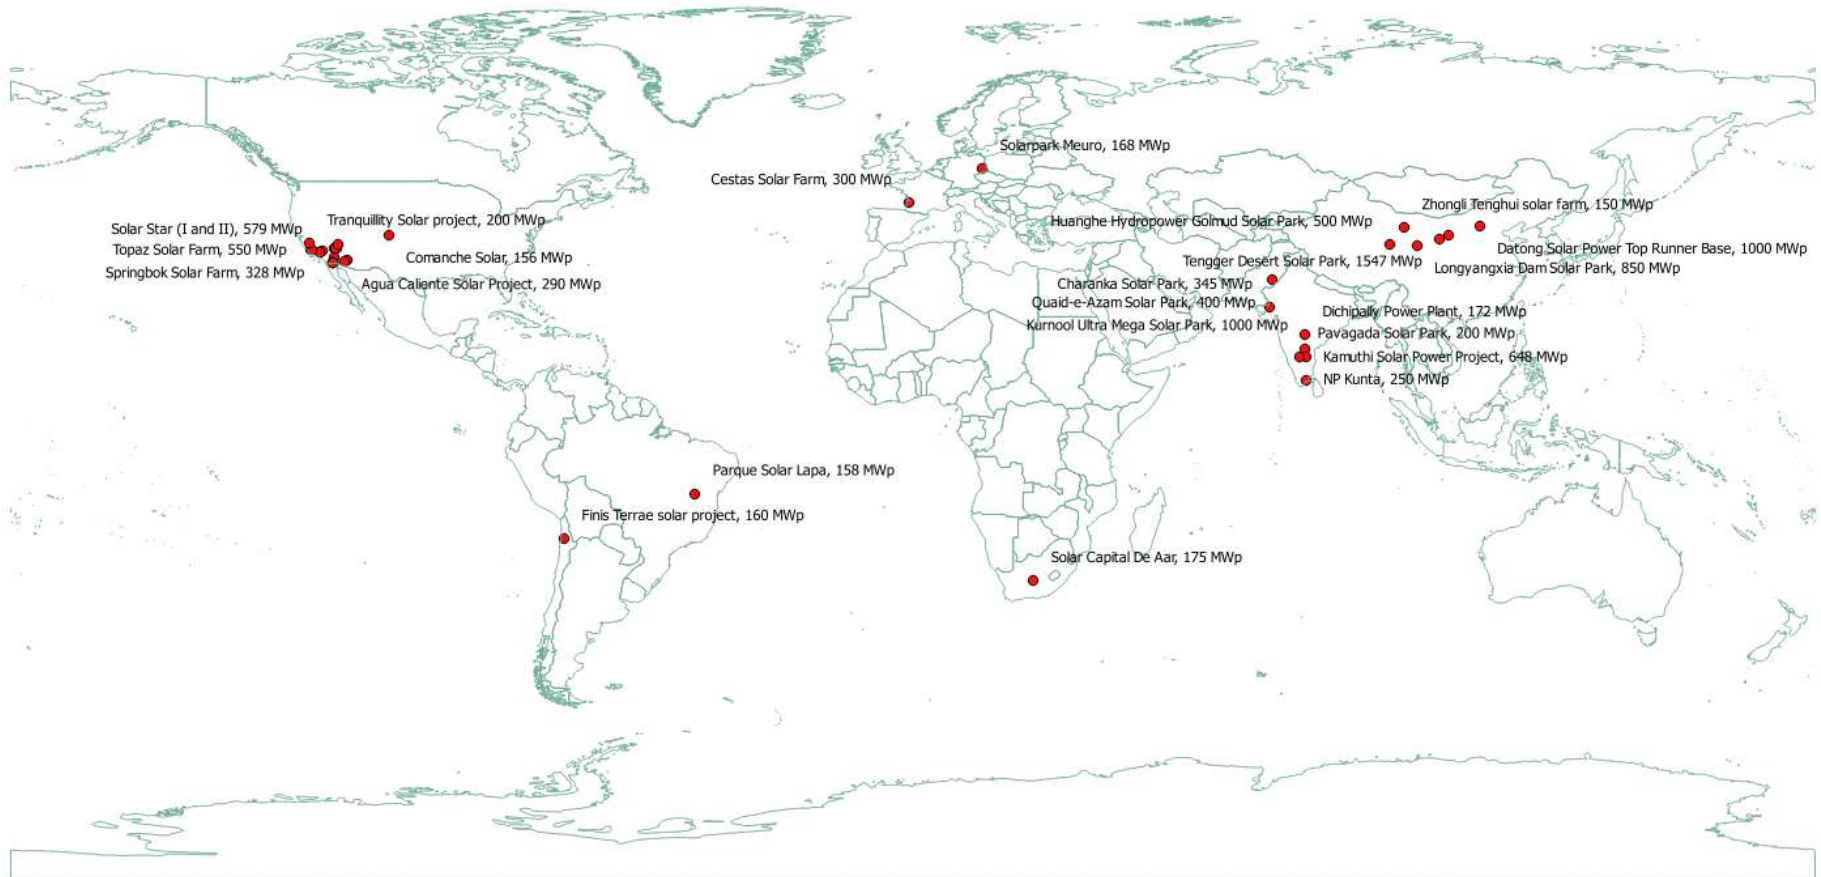 Solarpark Meuro, 168 MWp
Cestas Solar Farm, 300 MWp
Zhongli Tenghui solar farm, 150 MWp
Tranquillity Solar project, 200 MWp
Huanghe Hydropower Golmud Solar Park, 500 MWp
Solar Star (I and II), 579 MWp
Topaz Solar Farm, 550 MWp
Datong Solar Power Top Runner Base, 1000 MWp
Comanche Solar, 156 MWp
Tengger Desert Solar Park, 1547 MWp
Longyangxia Dam Solar Park, 850 MWp
Springbok Solar Farm, 328 MWp
Agua Caliente Solar Project, 290 MWp
Charanka Solar Park, 345 MWp
Quaid-e-Azam Solar Park, 400 MWp
Dichipally Power Plant, 172 MWp
Kurnool Ultra Mega Solar Park, 1000 MWp
Pavagada Solar Park, 200 MWp
Kamuthi Solar Power Project, 648 MWp
NP Kunta, 250 MWp
Parque Solar Lapa, 158 MWp
Finis Terrae solar project, 160 MWp
Solar Capital De Aar, 175 MWp